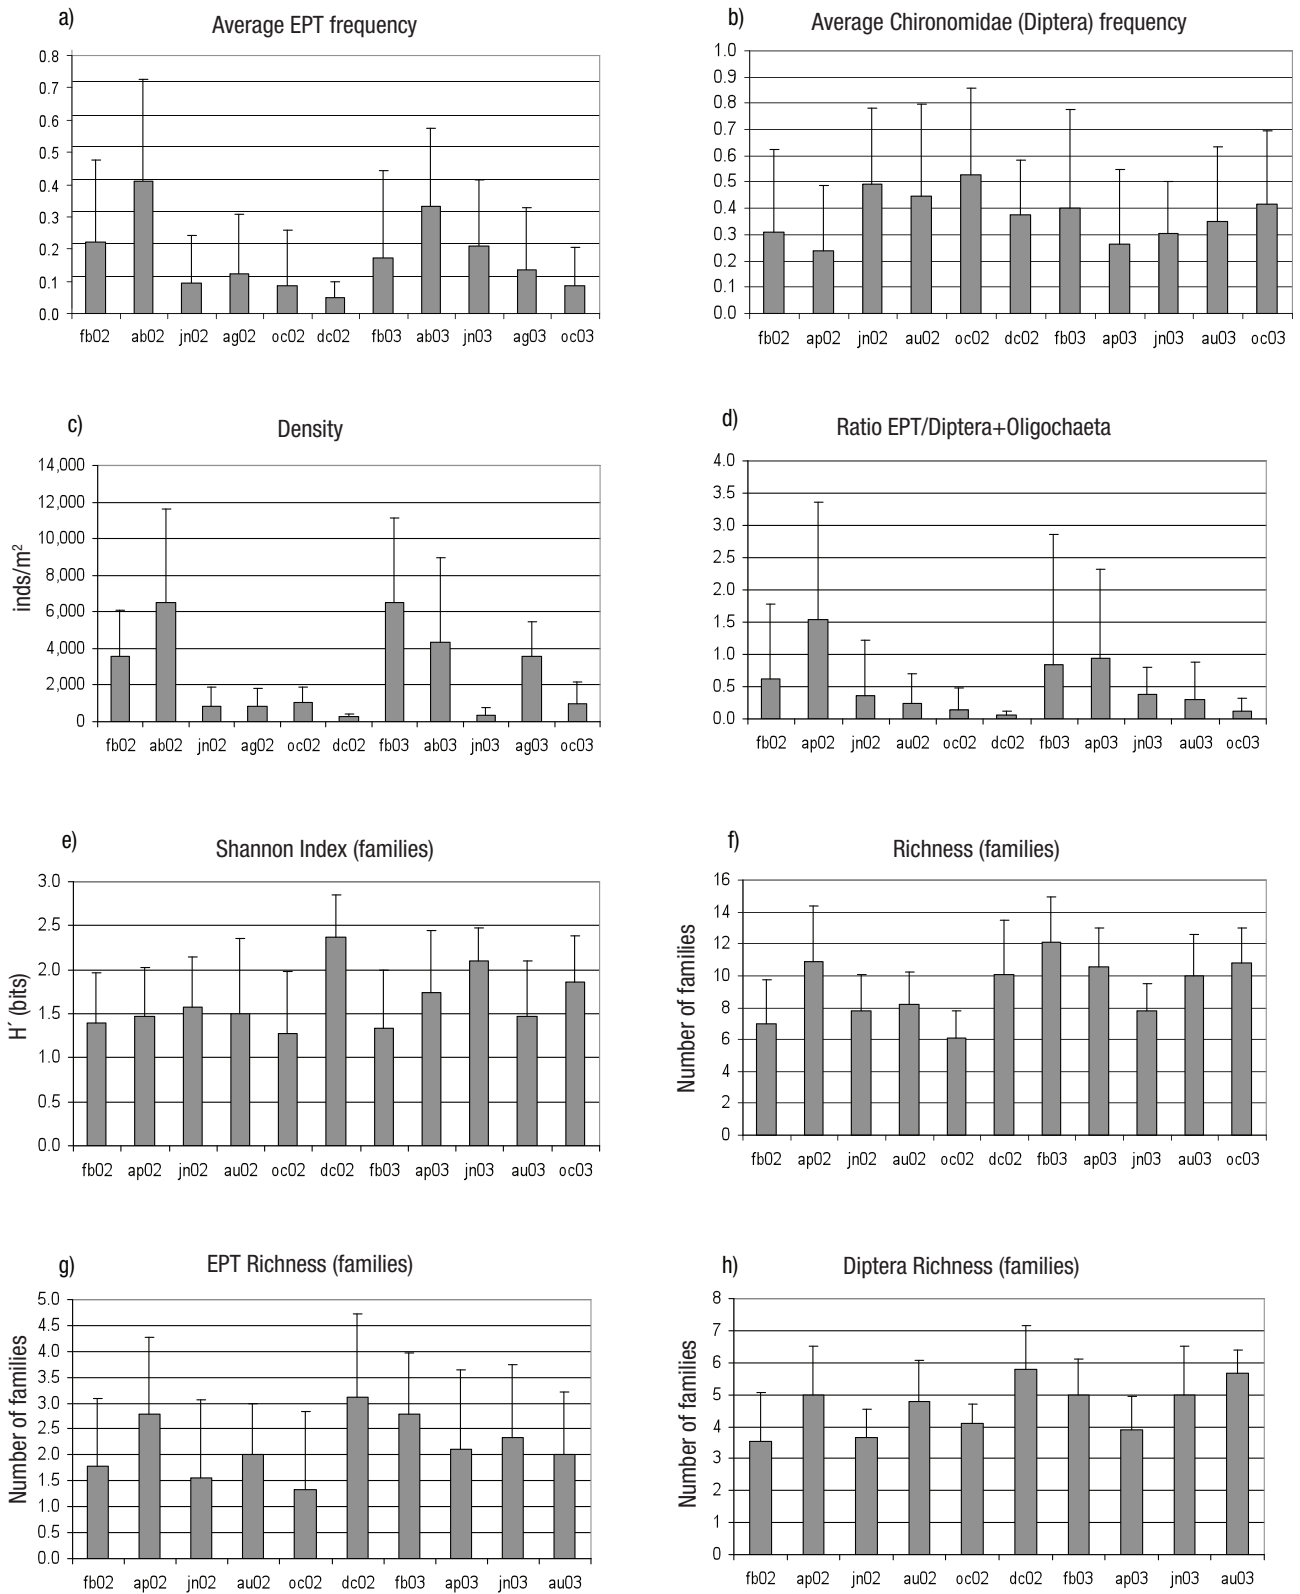 a)
Average EPT frequency
0.8
0.7
0.6
0.5
0.4
0.3
0.2
0.1
0.0
fb02 ab02 jn02 ag02 oc02 dc02 fb03 ab03 jn03 ag03 oc03
b)
Average Chironomidae (Diptera) frequency
1.0
0.9
0.8
0.7
0.6
0.5
0.4
0.3
0.2
0.1
0.0
fb02 ap02 jn02 au02 oc02 dc02 fb03 ap03 jn03 au03 oc03
c)
Density
inds/m²
14,000
12,000
10,000
8,000
6,000
4,000
2,000
0
fb02 ab02 jn02 ag02 oc02 dc02 fb03 ab03 jn03 ag03 oc03
d)
Ratio EPT/Diptera+Oligochaeta
4.0
3.5
3.0
2.5
2.0
1.5
1.0
0.5
0.0
fb02 ap02 jn02 au02 oc02 dc02 fb03 ap03 jn03 au03 oc03
e)
Shannon Index (families)
H´ (bits)
3.0
2.5
2.0
1.5
1.0
0.5
0.0
fb02 ap02 jn02 au02 oc02 dc02 fb03 ap03 jn03 au03 oc03
f)
Richness (families)
Number of families
16
14
12
10
8
6
4
2
0
fb02 ap02 jn02 au02 oc02 dc02 fb03 ap03 jn03 au03 oc03
g)
EPT Richness (families)
Number of families
5.0
4.5
4.0
3.5
3.0
2.5
2.0
1.5
1.0
0.5
0.0
fb02 ap02 jn02 au02 oc02 dc02 fb03 ap03 jn03 au03
h)
Diptera Richness (families)
Number of families
8
7
6
5
4
3
2
1
0
fb02 ap02 jn02 au02 oc02 dc02 fb03 ap03 jn03 au03